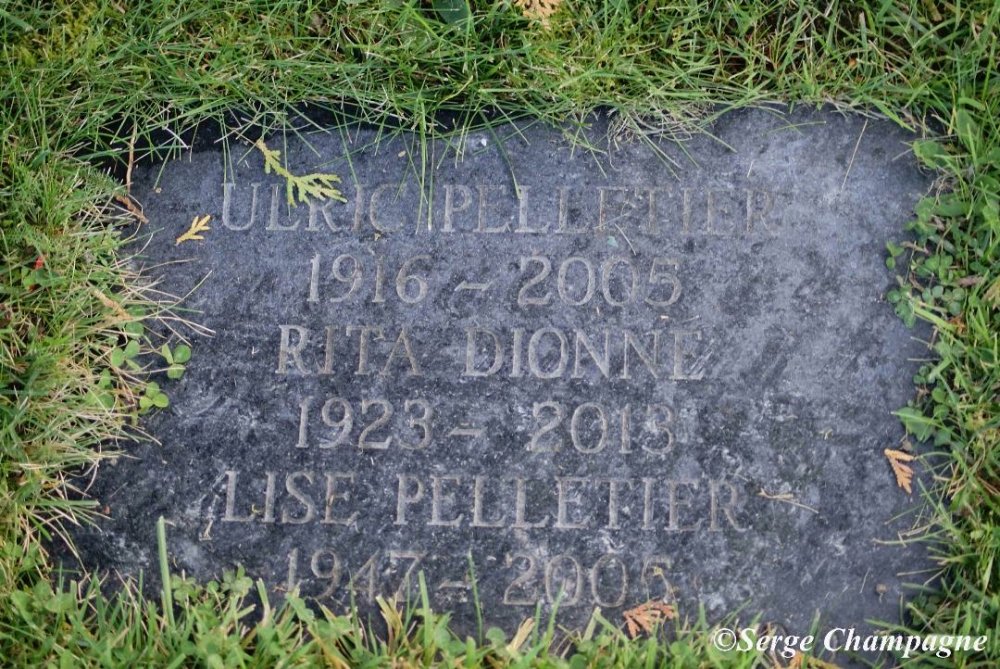 ULRIC PELLETIER
1916 - 2005
RITA DIONNE
1923 - 2013
LISE PELLETIER
1947 - 2005
©Serge Champagne